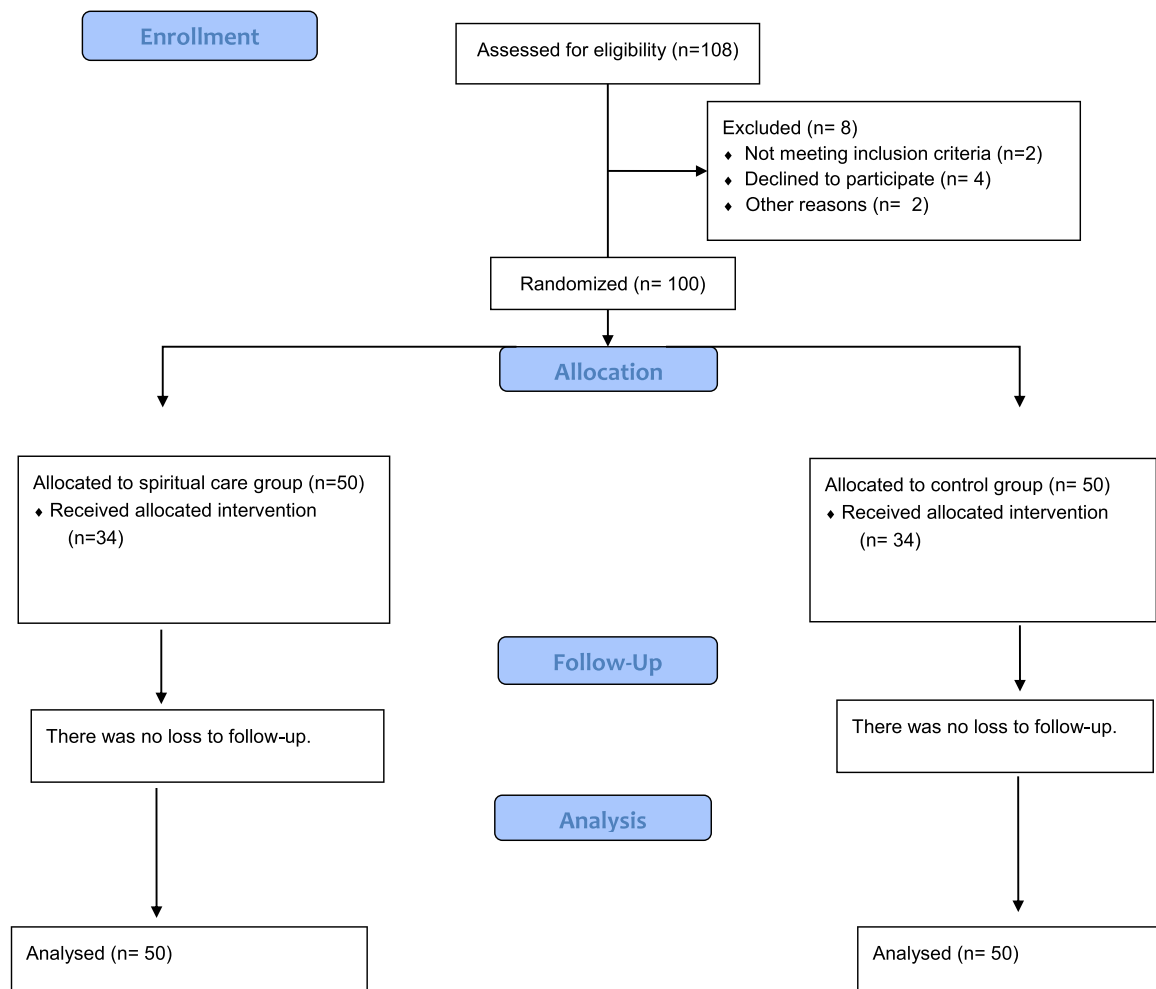 Enrollment
Assessed for eligibility (n=108)
Excluded (n= 8)
♦ Not meeting inclusion criteria (n=2)
♦ Declined to participate (n= 4)
♦ Other reasons (n=  2)
Randomized (n= 100)
Allocation
Allocated to spiritual care group (n=50)
♦ Received allocated intervention
(n=34)
Allocated to control group (n= 50)
♦ Received allocated intervention
(n= 34)
Follow-Up
There was no loss to follow-up.
There was no loss to follow-up.
Analysis
Analysed (n= 50)
Analysed (n= 50)